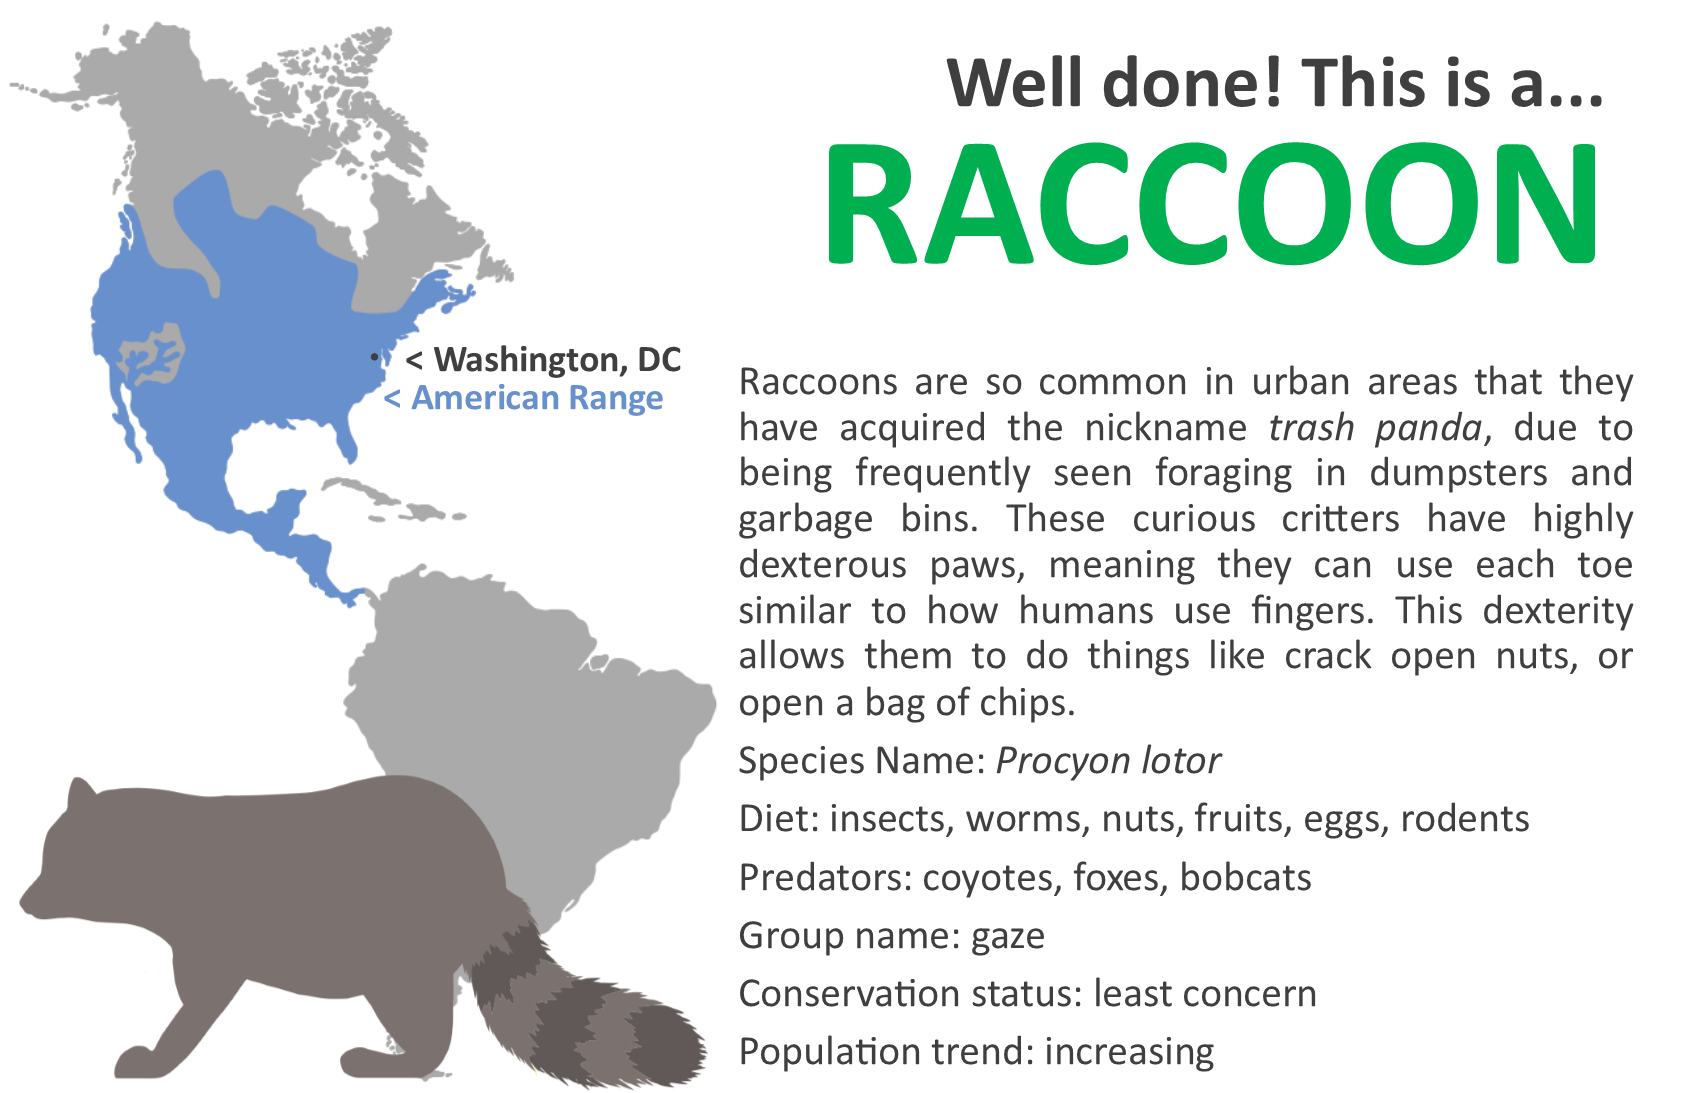 Well done! This is a...
RACCOON
< Washington, DC
< American Range
Raccoons are so common in urban areas that they
have acquired the nickname trash panda, due to
being frequently seen foraging in dumpsters and
garbage bins. These curious critters have highly
dexterous paws, meaning they can use each toe
similar to how humans use fingers. This dexterity
allows them to do things like crack open nuts, or
open a bag of chips.
Species Name: Procyon lotor
Diet: insects, worms, nuts, fruits, eggs, rodents
Predators: coyotes, foxes, bobcats
Group name: gaze
Conservation status: least concern
Population trend: increasing